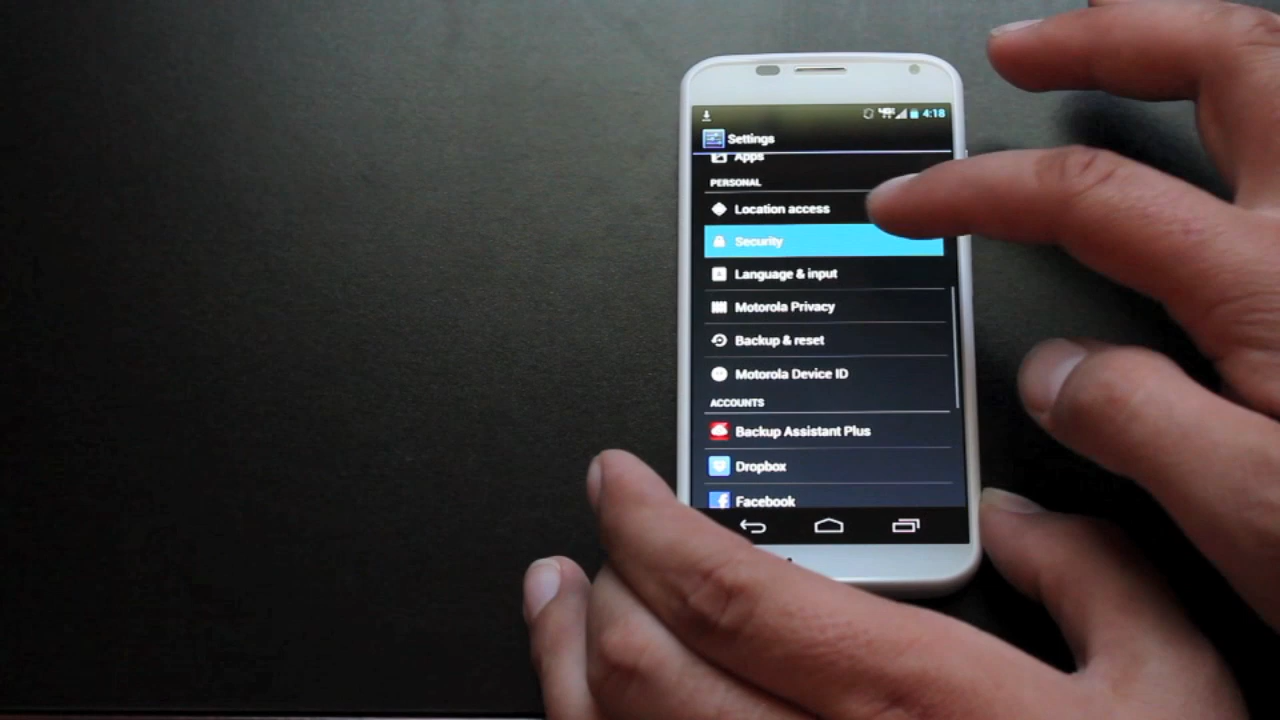 4G 4:18
Settings
Apps
PERSONAL
Location access
Security
Language & input
Motorola Privacy
Backup & reset
Motorola Device ID
ACCOUNTS
Backup Assistant Plus
Dropbox
Facebook